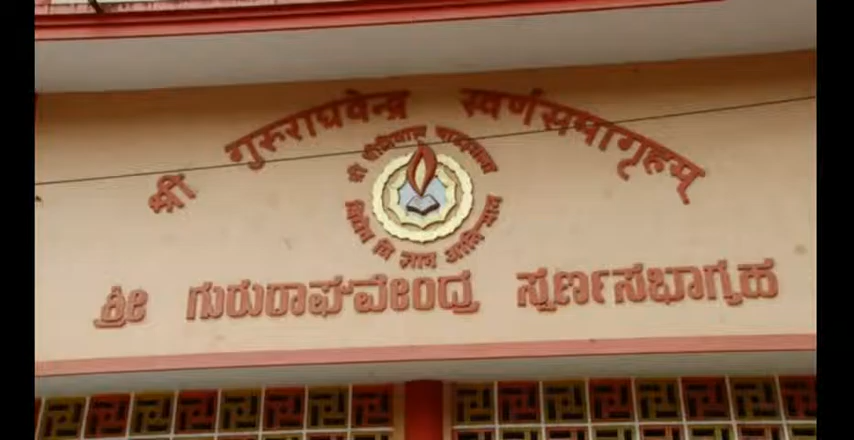 श्री गुरुराघवेन्द्र स्वर्णसभागृहम्
ಶ್ರೀ ಗುರುರಾಘವೇಂದ್ರ ಸ್ವರ್ಣಸಭಾಗೃಹ